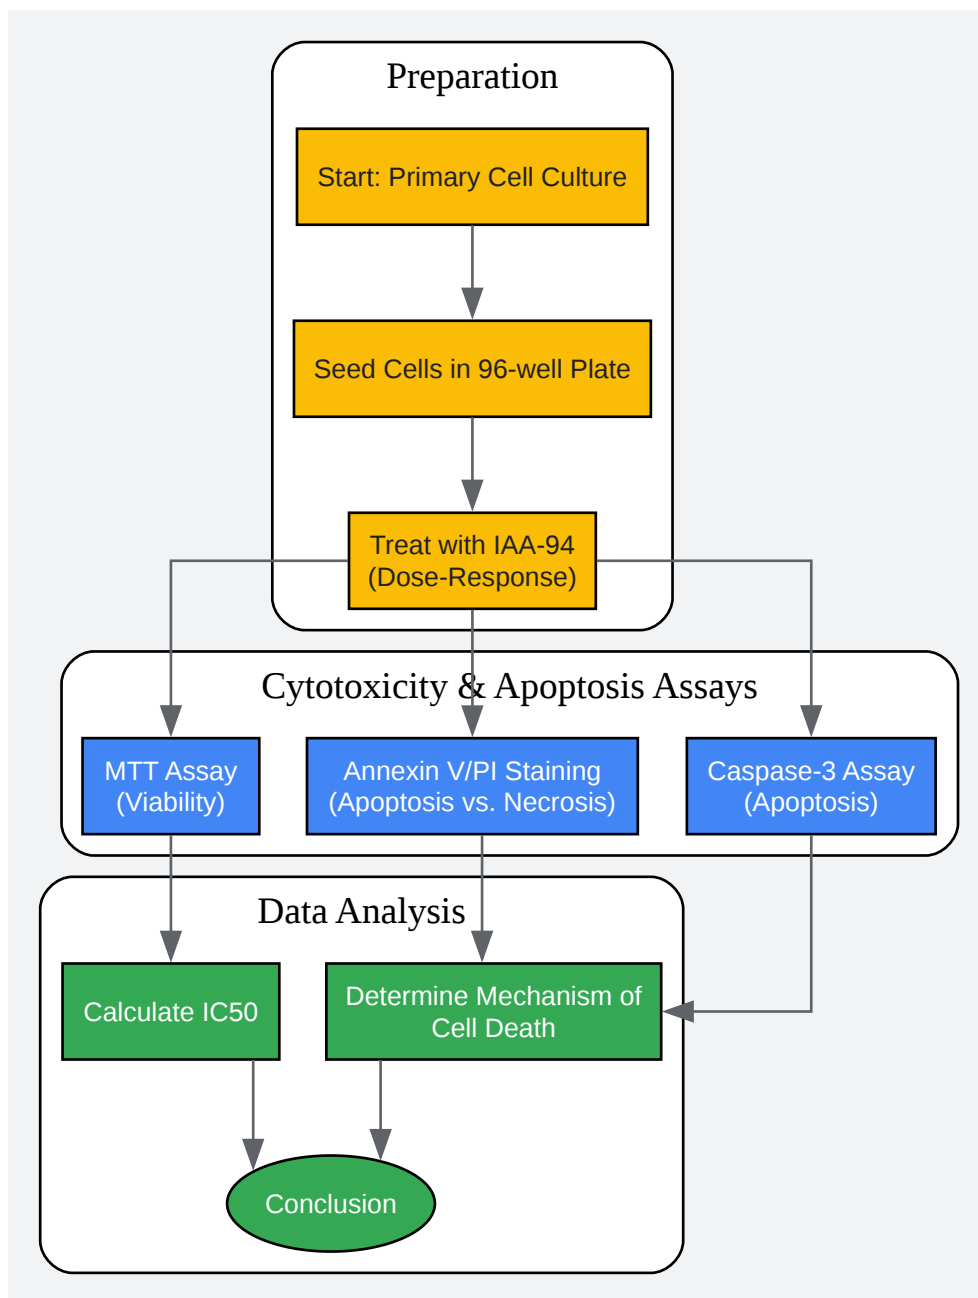 Preparation
Start: Primary Cell Culture
Seed Cells in 96-well Plate
Treat with IAA-94
(Dose-Response)
Cytotoxicity & Apoptosis Assays
MTT Assay
(Viability)
Annexin V/PI Staining
(Apoptosis vs. Necrosis)
Caspase-3 Assay
(Apoptosis)
Data Analysis
Calculate IC50
Determine Mechanism of
Cell Death
Conclusion